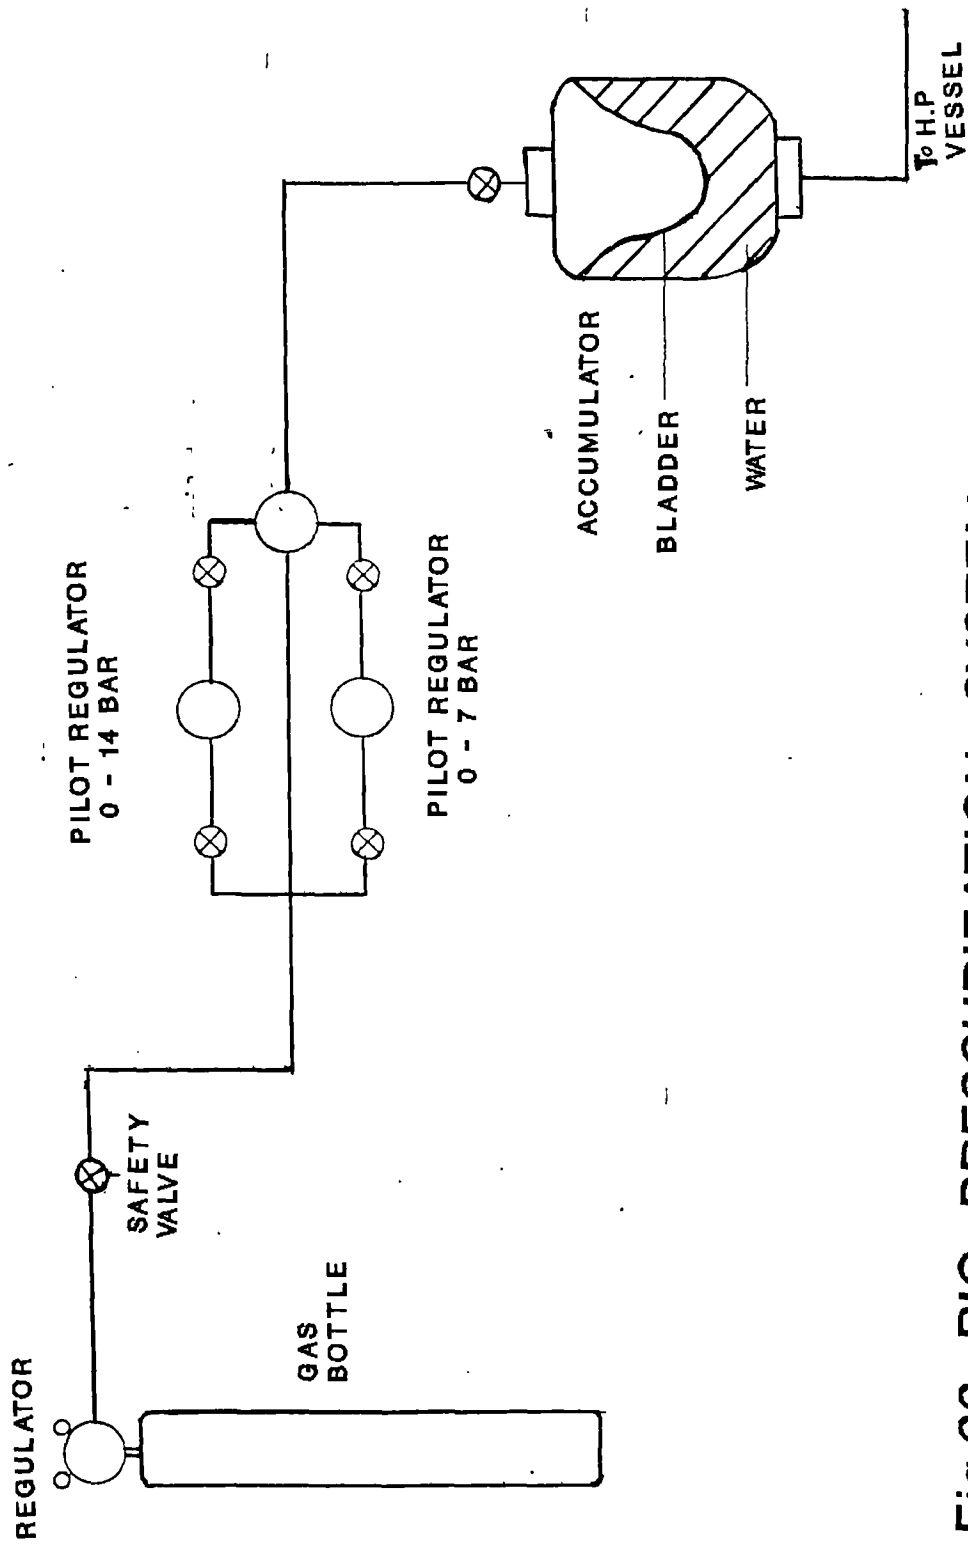 REGULATOR
GAS
BOTTLE
SAFETY
VALVE
PILOT REGULATOR
0 - 14 BAR
PILOT REGULATOR
0 - 7 BAR
ACCUMULATOR
BLADDER
WATER
To H.P
VESSEL